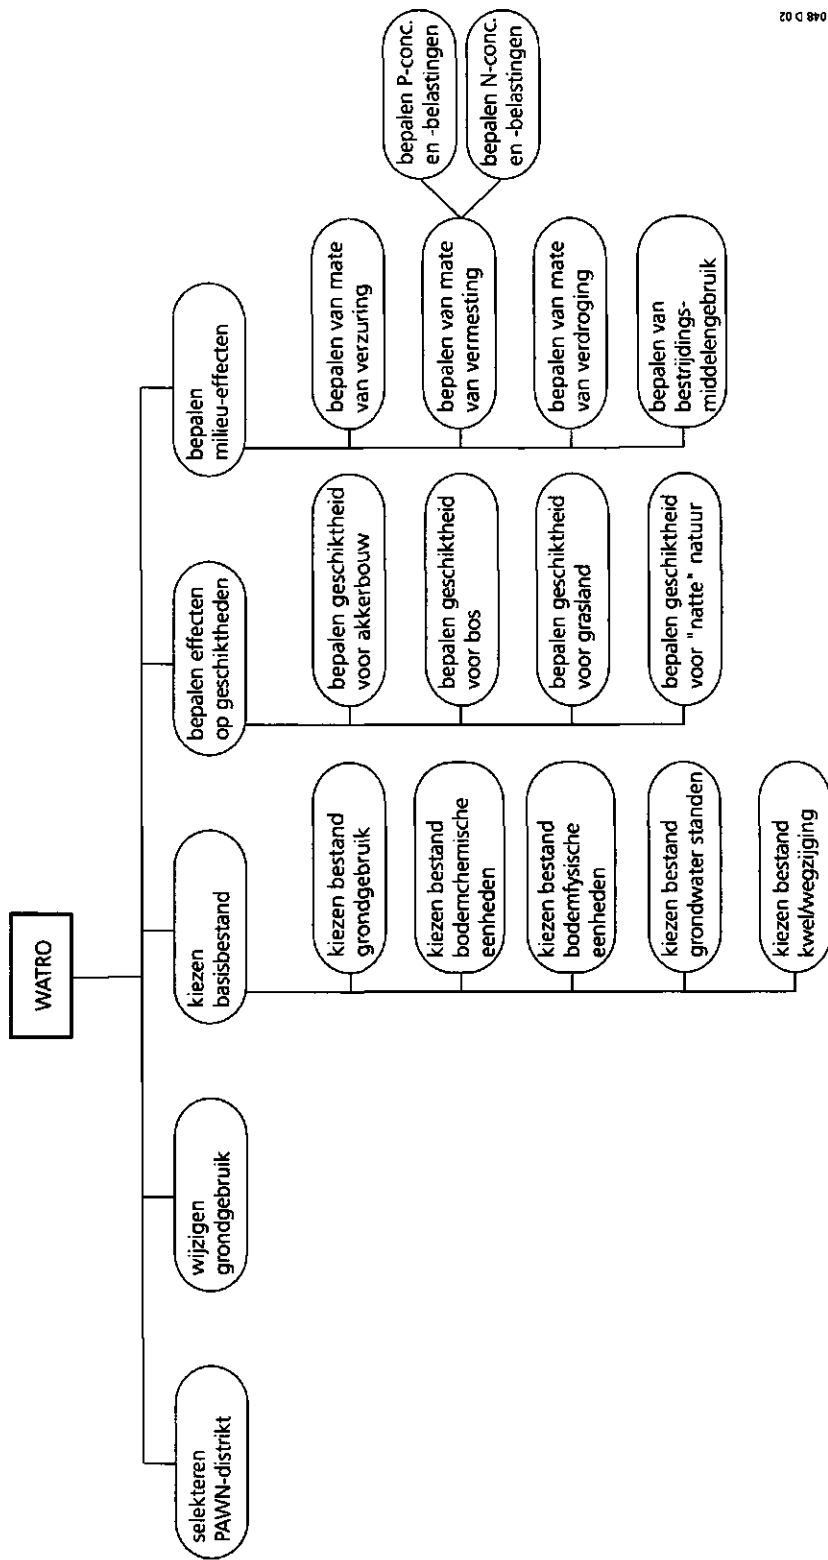 WATRO
selekteren
PAWN-distrikt
wijzigen
grondgebruik
kiezen
basisbestand
kiezen bestand
grondgebruik
kiezen bestand
bodemchemische
eenheden
kiezen bestand
bodemfysische
eenheden
kiezen bestand
grondwater standen
kiezen bestand
kwel/wegzijging
bepalen effecten
op geschiktheden
bepalen geschiktheid
voor akkerbouw
bepalen geschiktheid
voor bos
bepalen geschiktheid
voor grasland
bepalen geschiktheid
voor "natte" natuur
bepalen
milieu-effecten
bepalen van mate
van verzuring
bepalen van mate
van vermesting
bepalen P-conc.
en -belastingen
bepalen N-conc.
en -belastingen
bepalen van mate
van verdroging
bepalen van
bestrijdings-
middelengebruik
048 D 02